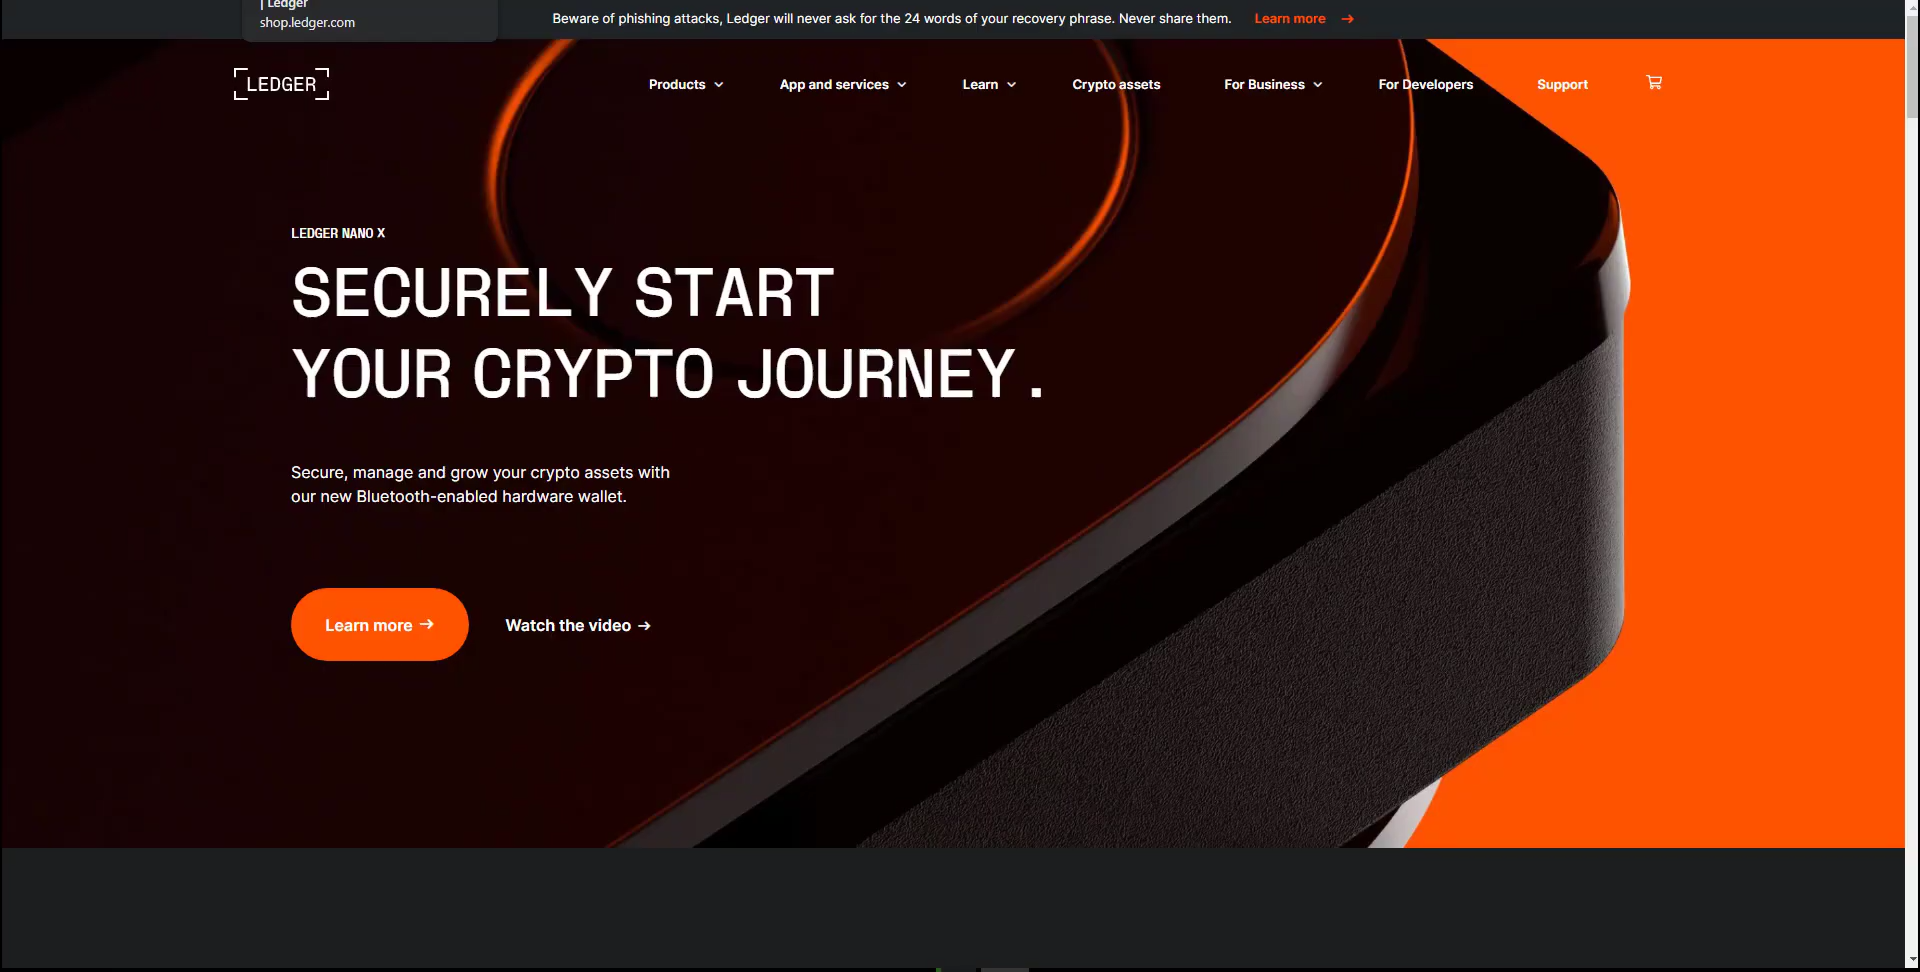 | Ledger
shop.ledger.com
Beware of phishing attacks, Ledger will never ask for the 24 words of your recovery phrase. Never share them. Learn more →
LEDGER
Products
App and services
Learn
Crypto assets
For Business
For Developers
Support
LEDGER NANO X
SECURELY START
YOUR CRYPTO JOURNEY.
Secure, manage and grow your crypto assets with
our new Bluetooth-enabled hardware wallet.
Learn more →
Watch the video →